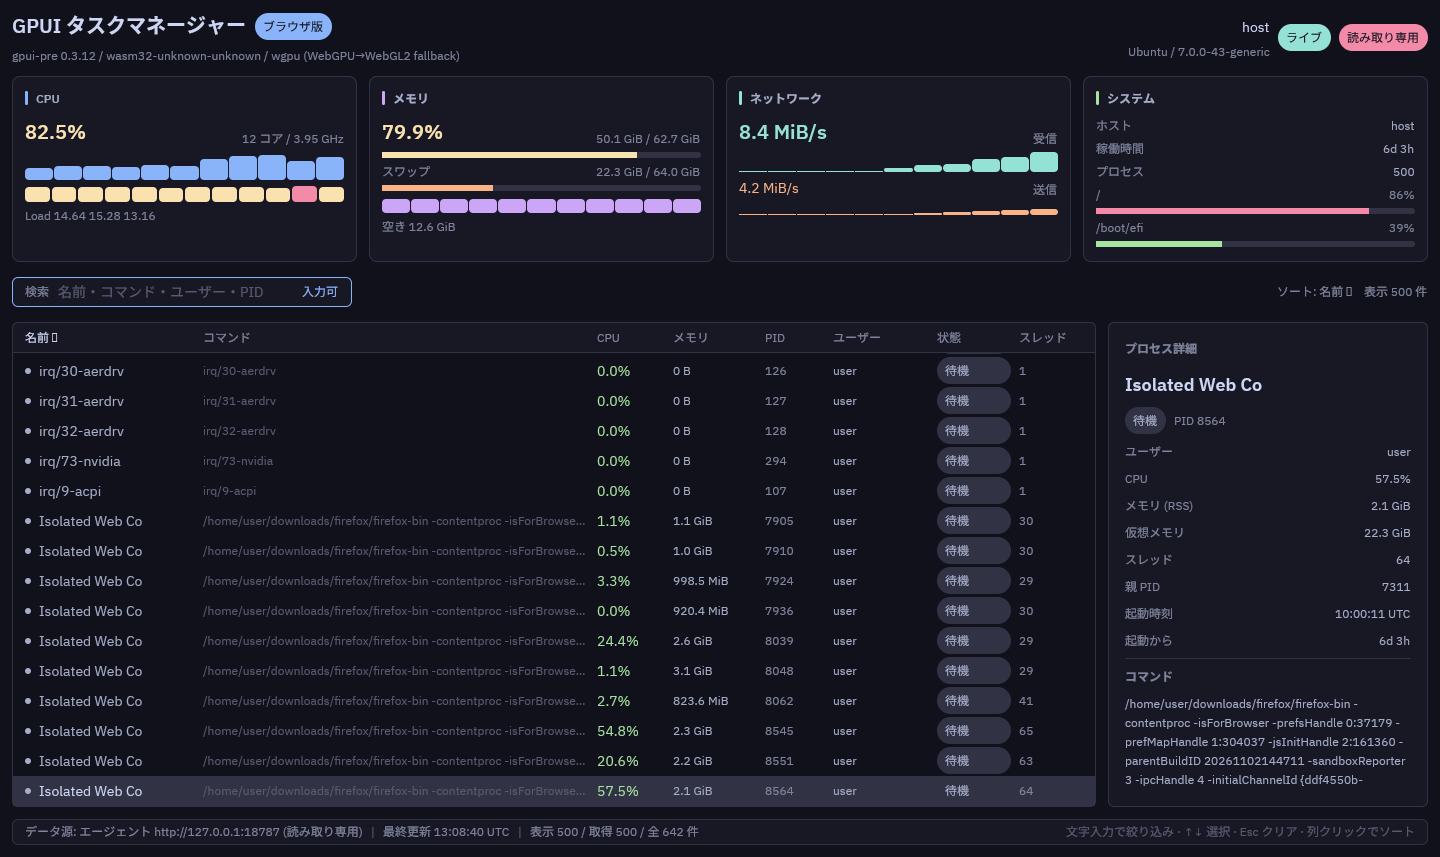 GPUI タスクマネージャー ブラウザ版
gpui-pre 0.3.12 / wasm32-unknown-unknown / wgpu (WebGPU→WebGL2 fallback)
host
Ubuntu / 7.0.0-43-generic
ライブ 読み取り専用
CPU
82.5% 12 コア / 3.95 GHz
Load 14.64 15.28 13.16
メモリ
79.9% 50.1 GiB / 62.7 GiB
スワップ 22.3 GiB / 64.0 GiB
空き 12.6 GiB
ネットワーク
8.4 MiB/s 受信
4.2 MiB/s 送信
システム
ホスト host
稼働時間 6d 3h
プロセス 500
/ 86%
/boot/efi 39%
検索 名前・コマンド・ユーザー・PID 入力可
ソート: 名前 表示 500 件
名前 コマンド CPU メモリ PID ユーザー 状態 スレッド
irq/30-aerdrv irq/30-aerdrv 0.0% 0 B 126 user 待機 1
irq/31-aerdrv irq/31-aerdrv 0.0% 0 B 127 user 待機 1
irq/32-aerdrv irq/32-aerdrv 0.0% 0 B 128 user 待機 1
irq/73-nvidia irq/73-nvidia 0.0% 0 B 294 user 待機 1
irq/9-acpi irq/9-acpi 0.0% 0 B 107 user 待機 1
Isolated Web Co /home/user/downloads/firefox/firefox-bin -contentproc -isForBrowse… 1.1% 1.1 GiB 7905 user 待機 30
Isolated Web Co /home/user/downloads/firefox/firefox-bin -contentproc -isForBrowse… 0.5% 1.0 GiB 7910 user 待機 30
Isolated Web Co /home/user/downloads/firefox/firefox-bin -contentproc -isForBrowse… 3.3% 998.5 MiB 7924 user 待機 29
Isolated Web Co /home/user/downloads/firefox/firefox-bin -contentproc -isForBrowse… 0.0% 920.4 MiB 7936 user 待機 30
Isolated Web Co /home/user/downloads/firefox/firefox-bin -contentproc -isForBrowse… 24.4% 2.6 GiB 8039 user 待機 29
Isolated Web Co /home/user/downloads/firefox/firefox-bin -contentproc -isForBrowse… 1.1% 3.1 GiB 8048 user 待機 29
Isolated Web Co /home/user/downloads/firefox/firefox-bin -contentproc -isForBrowse… 2.7% 823.6 MiB 8062 user 待機 41
Isolated Web Co /home/user/downloads/firefox/firefox-bin -contentproc -isForBrowse… 54.8% 2.3 GiB 8545 user 待機 65
Isolated Web Co /home/user/downloads/firefox/firefox-bin -contentproc -isForBrowse… 20.6% 2.2 GiB 8551 user 待機 63
Isolated Web Co /home/user/downloads/firefox/firefox-bin -contentproc -isForBrowse… 57.5% 2.1 GiB 8564 user 待機 64
プロセス詳細
Isolated Web Co
待機 PID 8564
ユーザー user
CPU 57.5%
メモリ (RSS) 2.1 GiB
仮想メモリ 22.3 GiB
スレッド 64
親 PID 7311
起動時刻 10:00:11 UTC
起動から 6d 3h
コマンド
/home/user/downloads/firefox/firefox-bin -
contentproc -isForBrowser -prefsHandle 0:37179 -
prefMapHandle 1:304037 -jsInitHandle 2:161360 -
parentBuildID 20261102144711 -sandboxReporter
3 -ipcHandle 4 -initialChannelId {ddf4550b-
データ源: エージェント http://127.0.0.1:18787 (読み取り専用) | 最終更新 13:08:40 UTC | 表示 500 / 取得 500 / 全 642 件
文字入力で絞り込み · ↑↓ 選択 · Esc クリア · 列クリックでソート